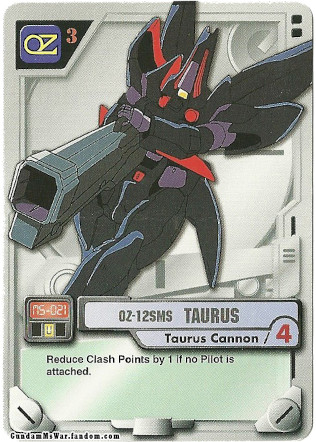 OZ 3
MS-021
U
OZ-12SMS TAURUS
Taurus Cannon / 4
Reduce Clash Points by 1 if no Pilot is
attached.
GundamMsWar.fandom.com